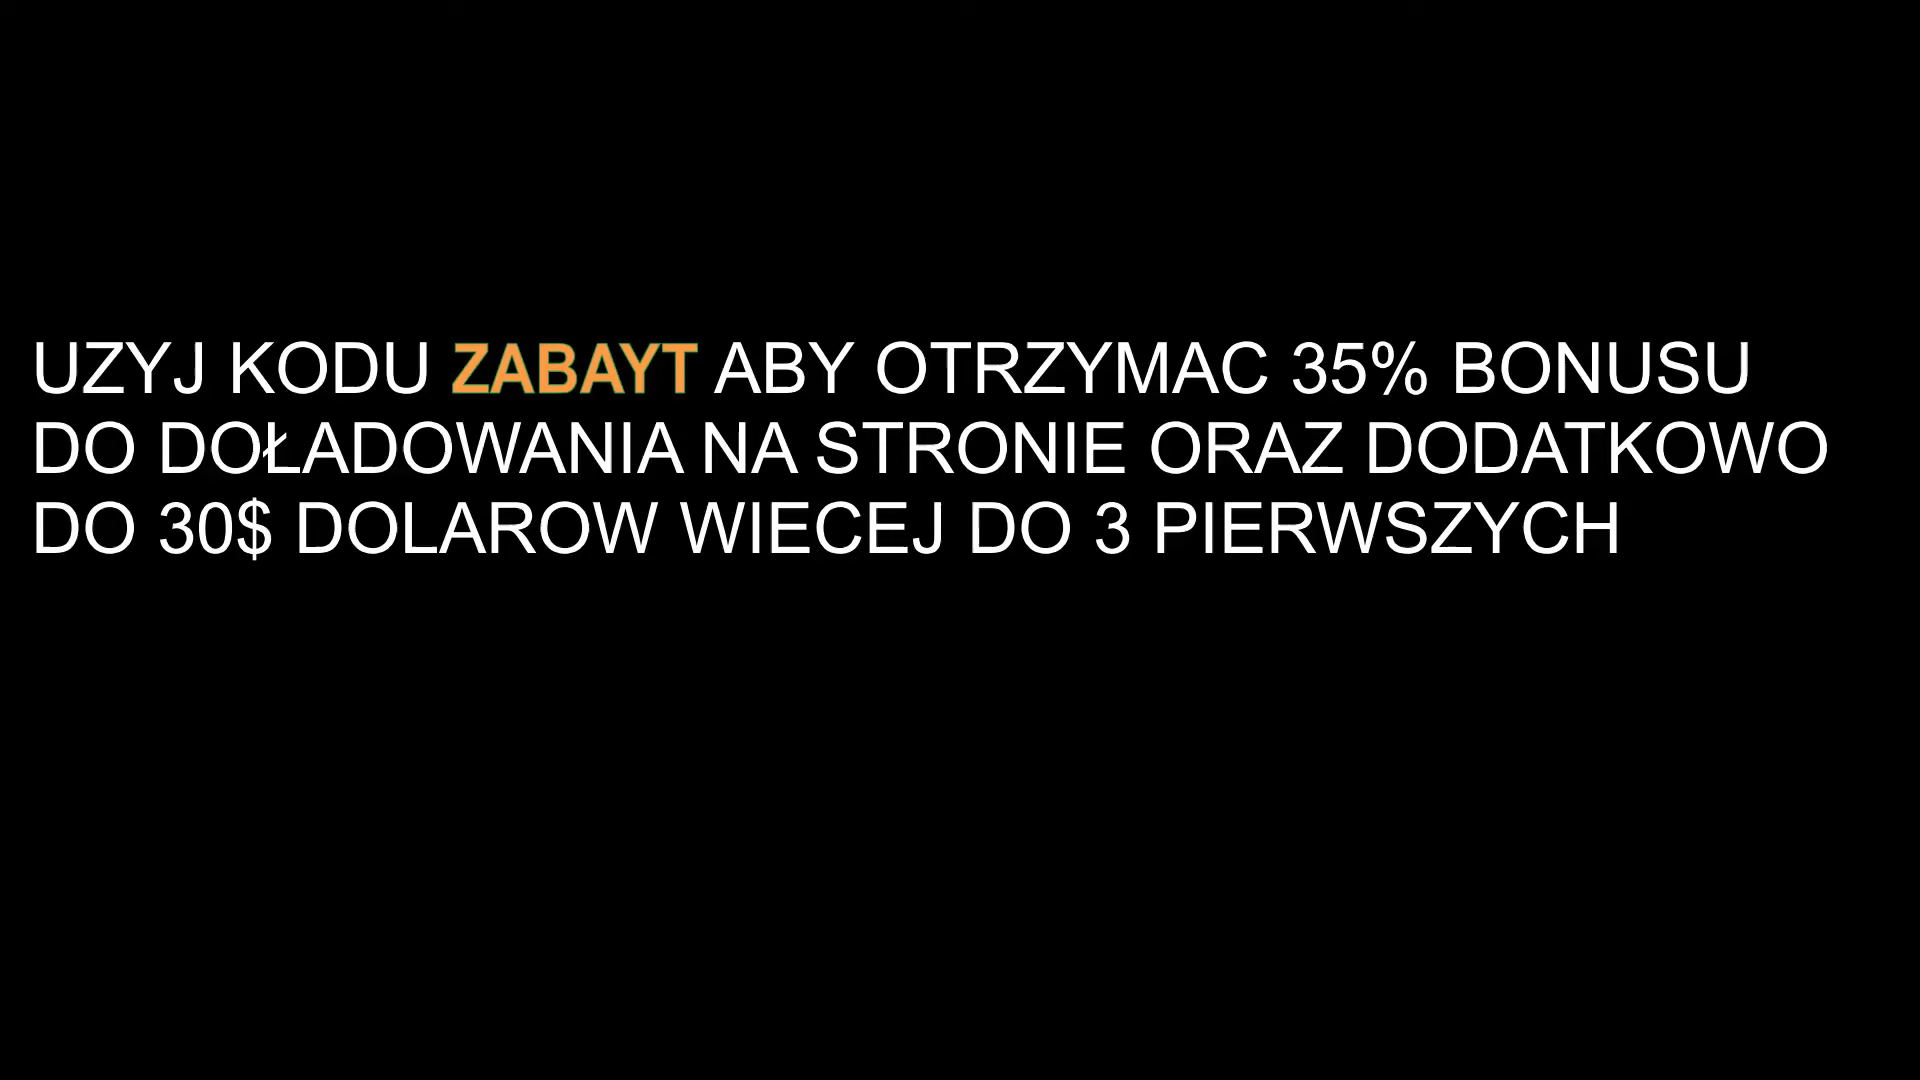 UZYJ KODU ZABAYT ABY OTRZYMAC 35% BONUSU
DO DOŁADOWANIA NA STRONIE ORAZ DODATKOWO
DO 30$ DOLAROW WIECEJ DO 3 PIERWSZYCH